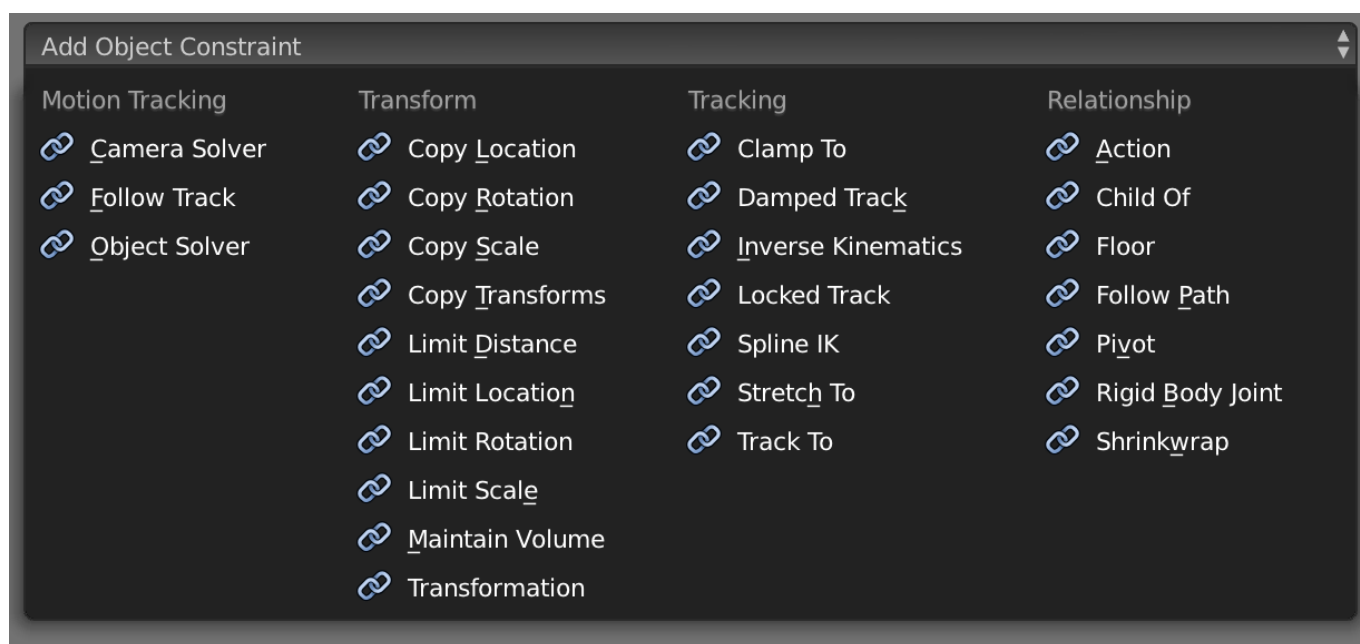 Add Object Constraint
Motion Tracking
Camera Solver
Follow Track
Object Solver
Transform
Copy Location
Copy Rotation
Copy Scale
Copy Transforms
Limit Distance
Limit Location
Limit Rotation
Limit Scale
Maintain Volume
Transformation
Tracking
Clamp To
Damped Track
Inverse Kinematics
Locked Track
Spline IK
Stretch To
Track To
Relationship
Action
Child Of
Floor
Follow Path
Pivot
Rigid Body Joint
Shrinkwrap